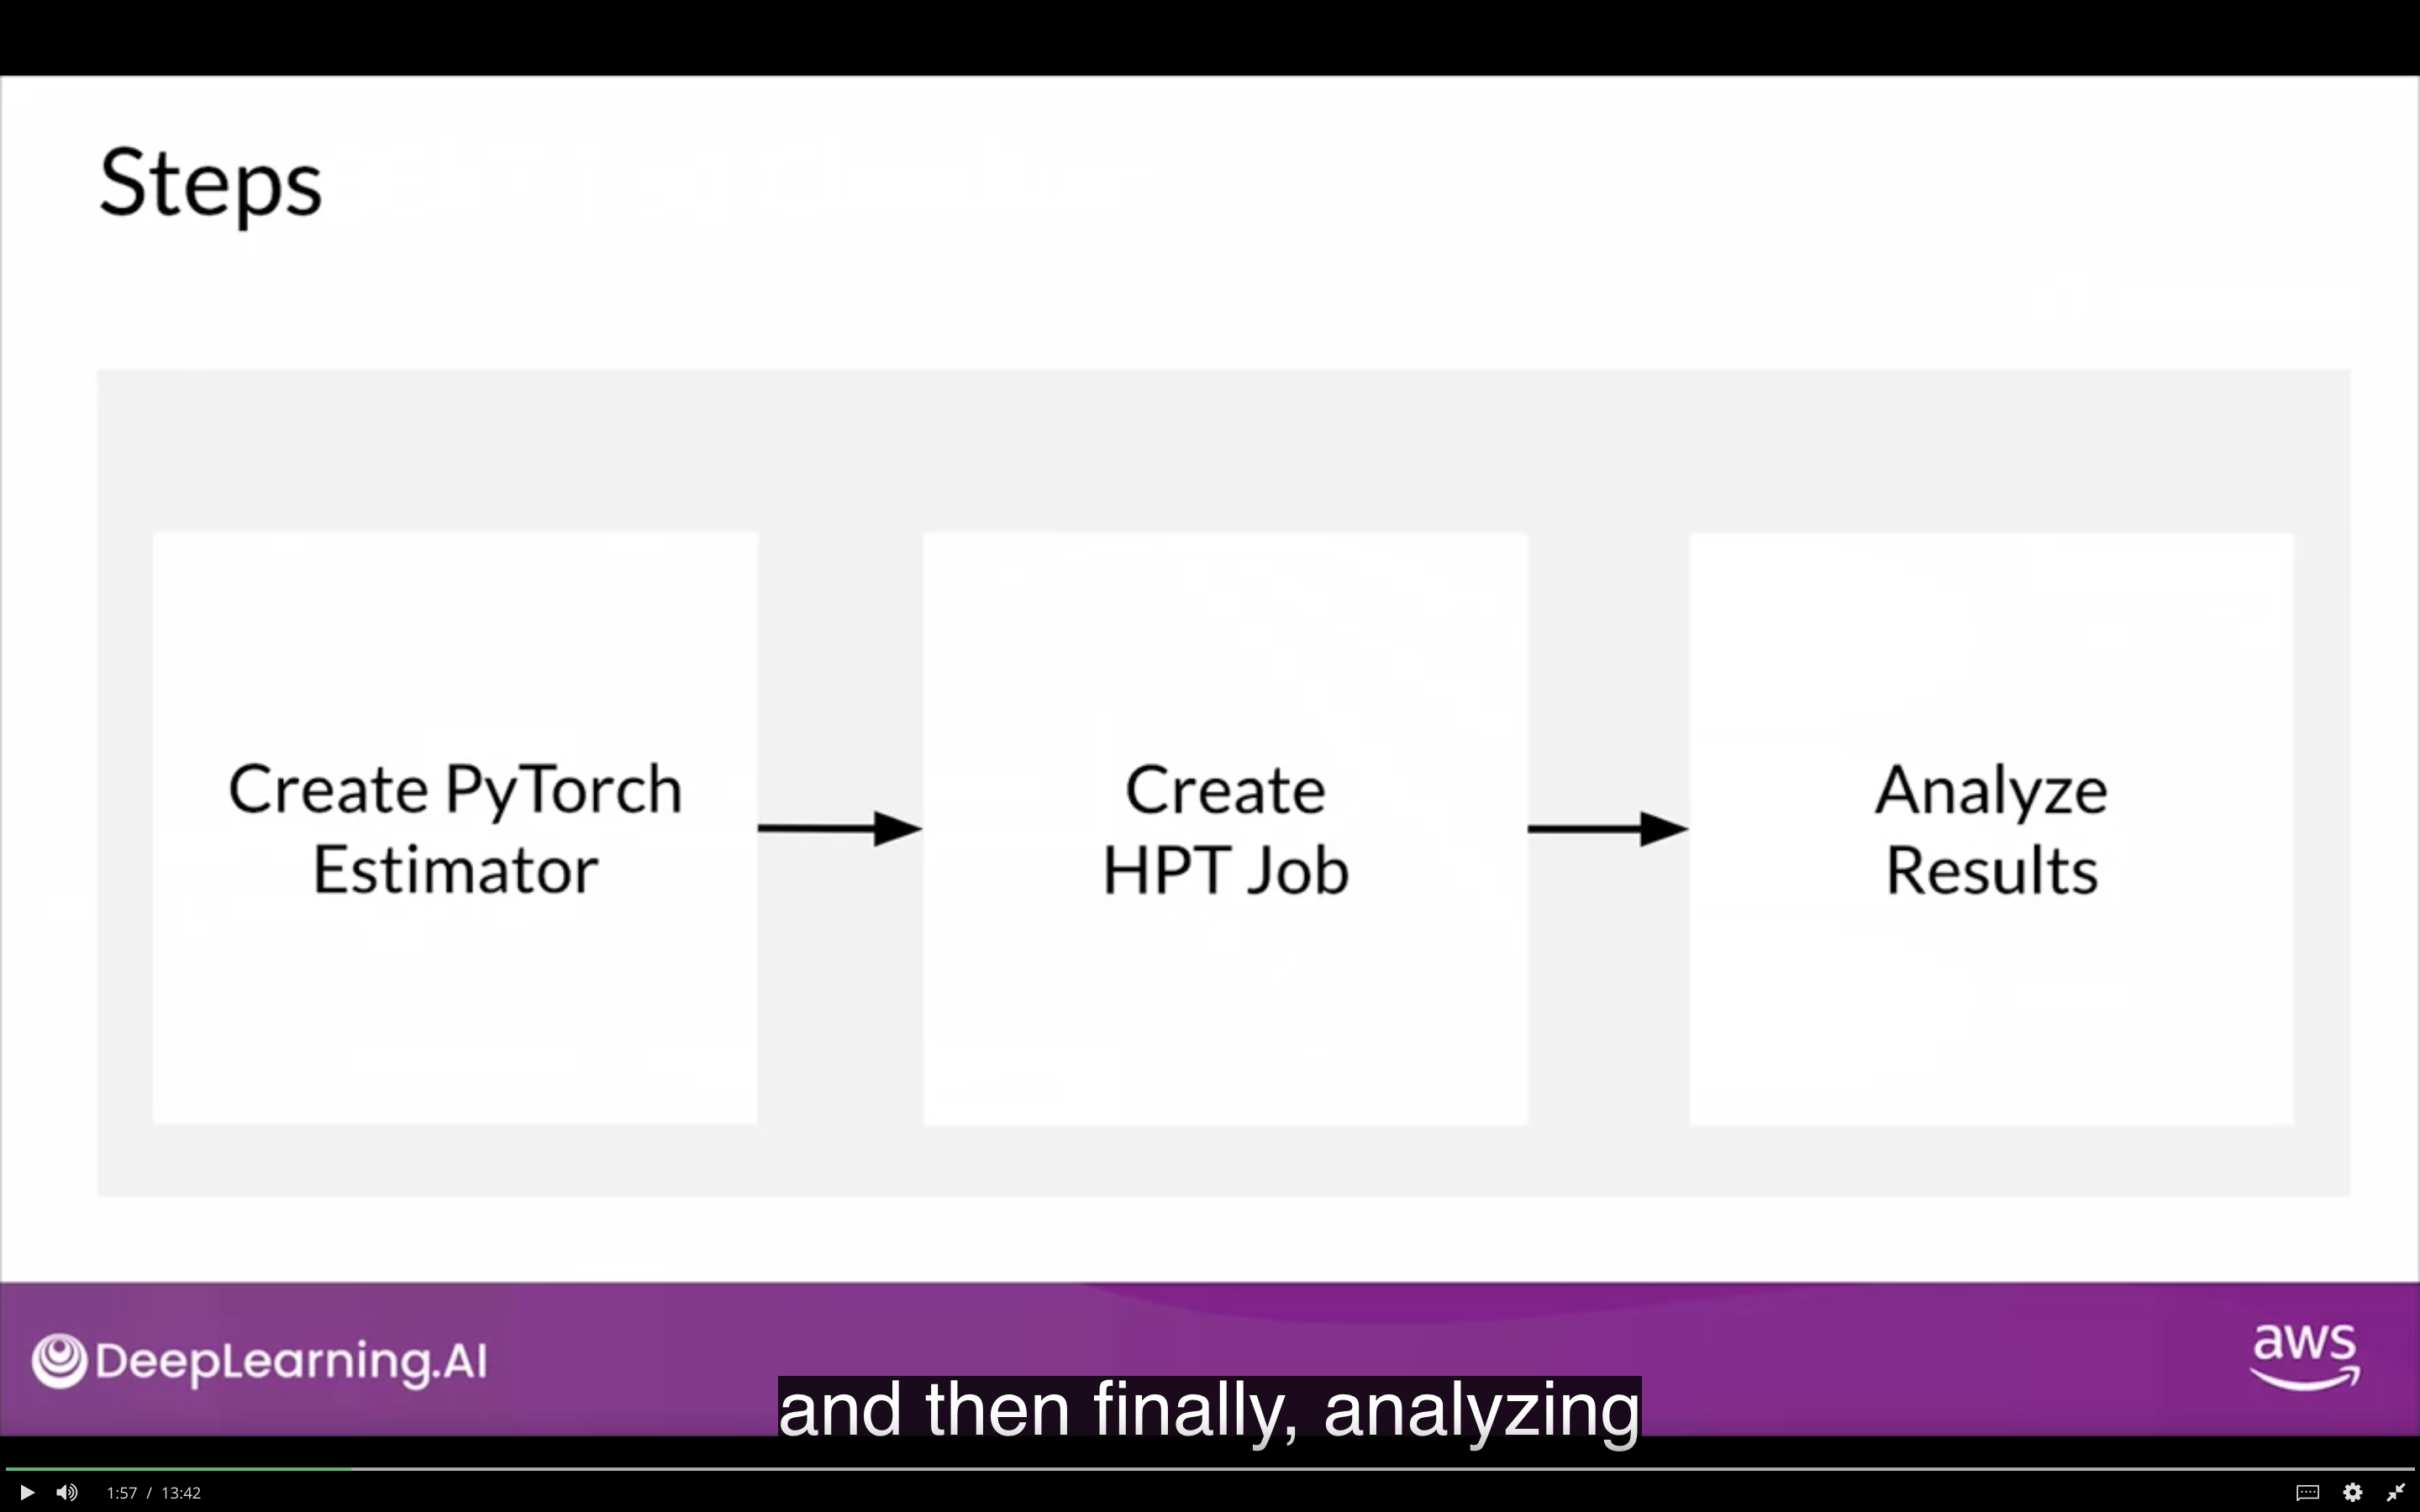 Steps
Create PyTorch
Estimator
Create
HPT Job
Analyze
Results
DeepLearning.AI
aws
and then finally, analyzing
1:57 / 13:42